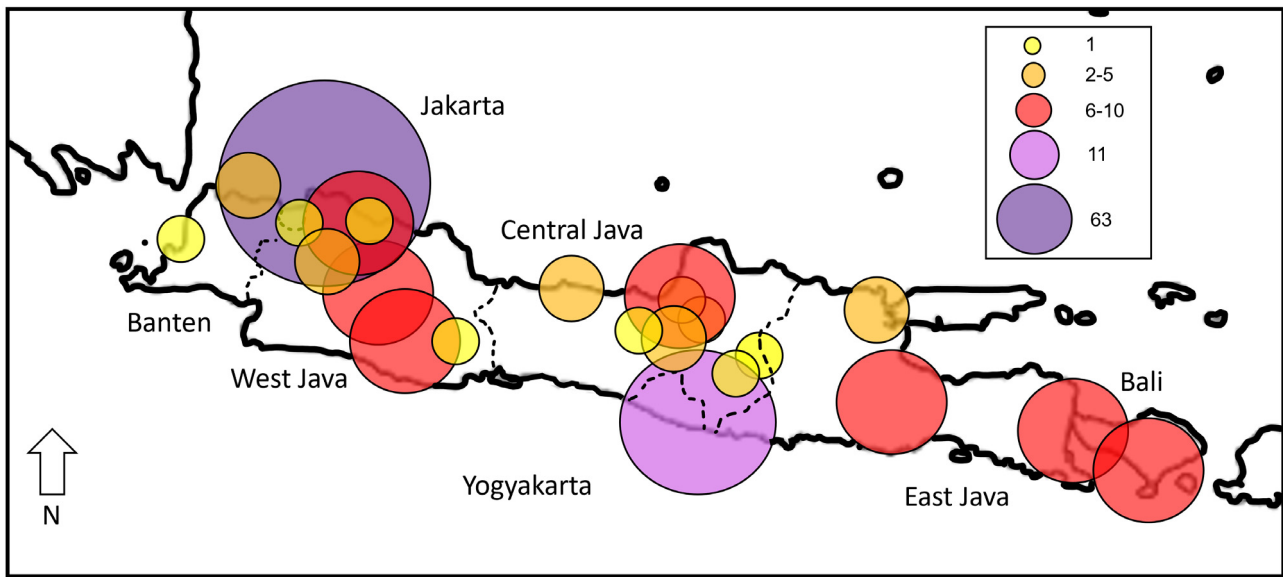 1
2-5
6-10
11
63
Jakarta
Central Java
Banten
West Java
Bali
Yogyakarta
East Java
N